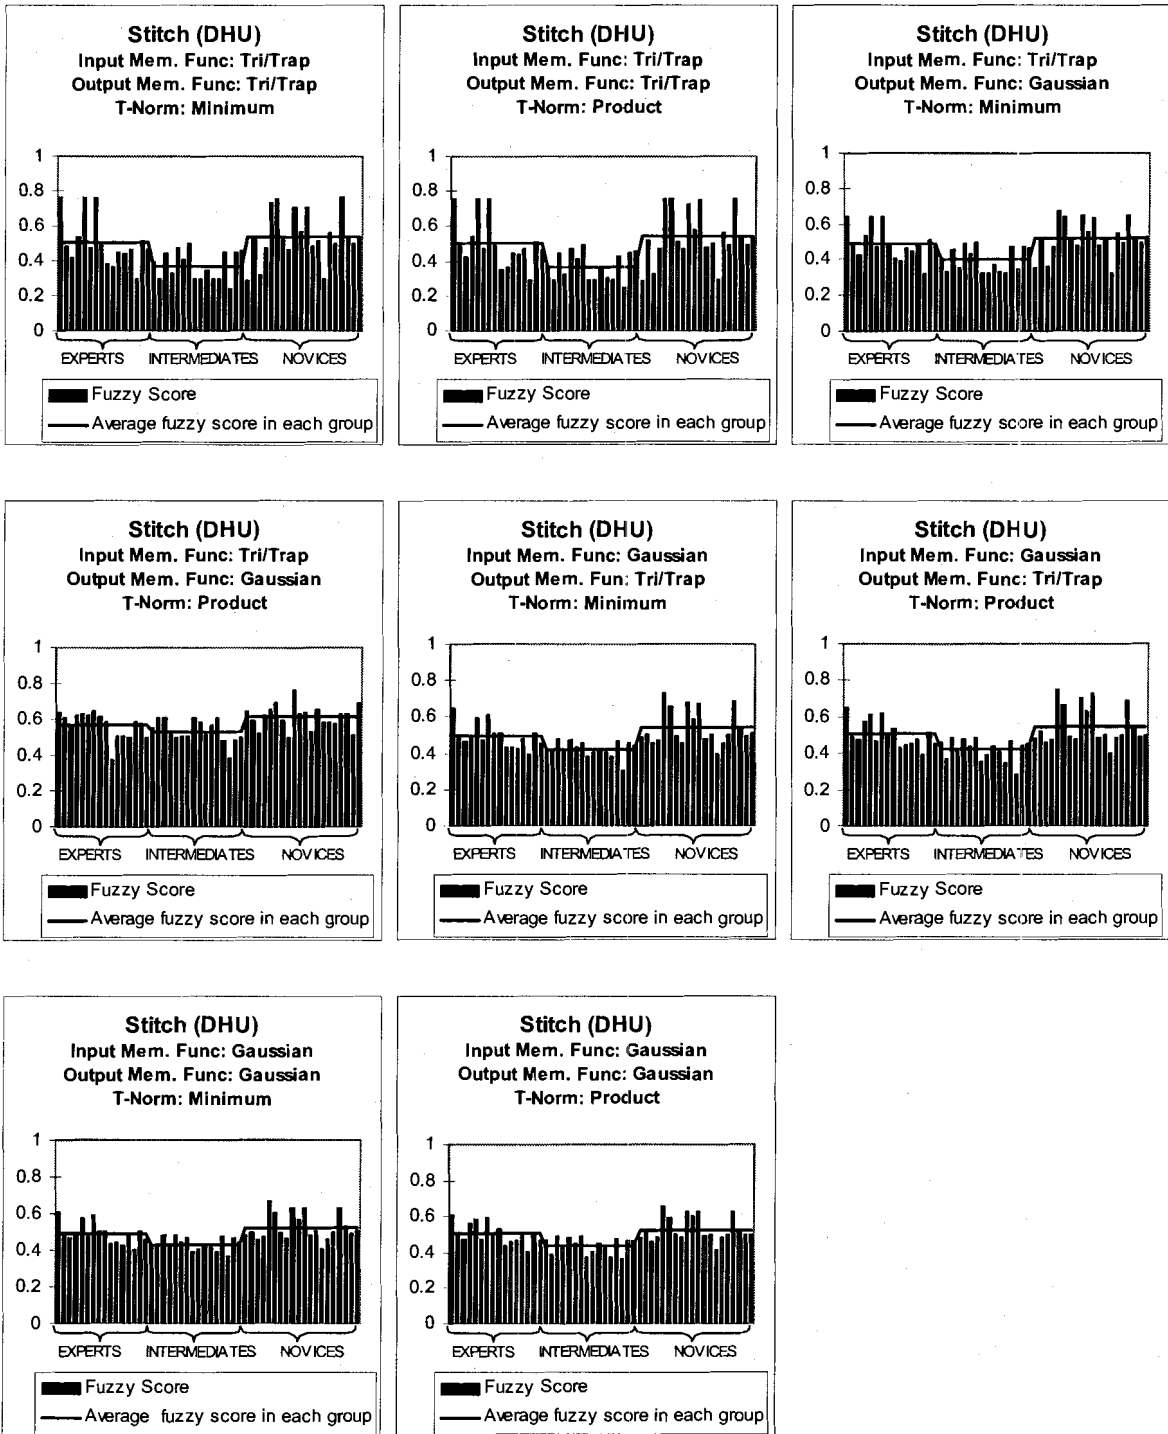 Stitch (DHU)
Input Mem. Func: Tri/Trap
Output Mem. Func: Tri/Trap
T-Norm: Minimum
1
0.8
0.6
0.4
0.2
0
EXPERTS INTERMEDIATES NOVICES
Fuzzy Score
Average fuzzy score in each group
Stitch (DHU)
Input Mem. Func: Tri/Trap
Output Mem. Func: Tri/Trap
T-Norm: Product
1
0.8
0.6
0.4
0.2
0
EXPERTS INTERMEDIATES NOVICES
Fuzzy Score
Average fuzzy score in each group
Stitch (DHU)
Input Mem. Func: Tri/Trap
Output Mem. Func: Gaussian
T-Norm: Minimum
1
0.8
0.6
0.4
0.2
0
EXPERTS INTERMEDIATES NOVICES
Fuzzy Score
Average fuzzy score in each group
Stitch (DHU)
Input Mem. Func: Tri/Trap
Output Mem. Func: Gaussian
T-Norm: Product
1
0.8
0.6
0.4
0.2
0
EXPERTS INTERMEDIATES NOVICES
Fuzzy Score
Average fuzzy score in each group
Stitch (DHU)
Input Mem. Func: Gaussian
Output Mem. Fun: Tri/Trap
T-Norm: Minimum
1
0.8
0.6
0.4
0.2
0
EXPERTS INTERMEDIATES NOVICES
Fuzzy Score
Average fuzzy score in each group
Stitch (DHU)
Input Mem. Func: Gaussian
Output Mem. Func: Tri/Trap
T-Norm: Product
1
0.8
0.6
0.4
0.2
0
EXPERTS INTERMEDIATES NOVICES
Fuzzy Score
Average fuzzy score in each group
Stitch (DHU)
Input Mem. Func: Gaussian
Output Mem. Func: Gaussian
T-Norm: Minimum
1
0.8
0.6
0.4
0.2
0
EXPERTS INTERMEDIATES NOVICES
Fuzzy Score
Average fuzzy score in each group
Stitch (DHU)
Input Mem. Func: Gaussian
Output Mem. Func: Gaussian
T-Norm: Product
1
0.8
0.6
0.4
0.2
0
EXPERTS INTERMEDIATES NOVICES
Fuzzy Score
Average fuzzy score in each group